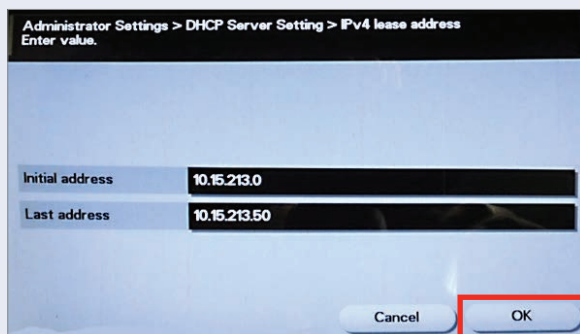 Administrator Settings > DHCP Server Setting > IPv4 lease address
Enter value.
Initial address 10.15.213.0
Last address 10.15.213.50
Cancel OK